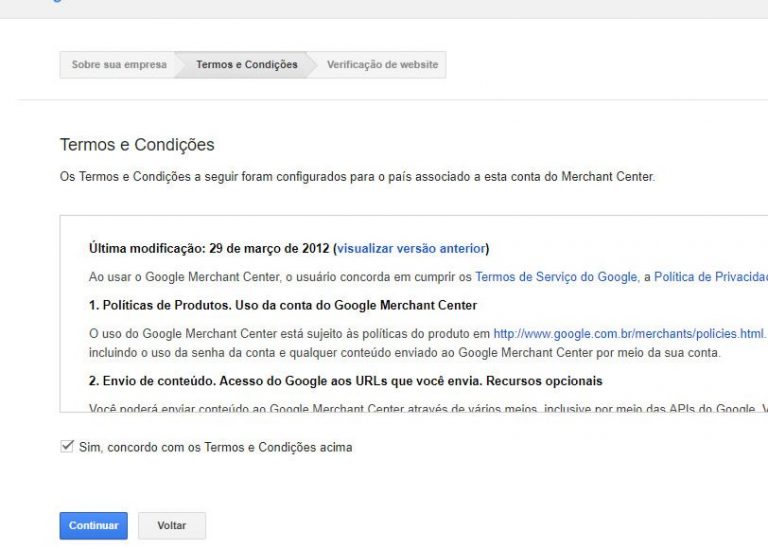 Sobre sua empresa Termos e Condições Verificação de website
Termos e Condições
Os Termos e Condições a seguir foram configurados para o país associado a esta conta do Merchant Center.
Última modificação: 29 de março de 2012 (visualizar versão anterior)
Ao usar o Google Merchant Center, o usuário concorda em cumprir os Termos de Serviço do Google, a Política de Privacidad
1. Políticas de Produtos. Uso da conta do Google Merchant Center
O uso do Google Merchant Center está sujeito às políticas do produto em http://www.google.com.br/merchants/policies.html.
incluindo o uso da senha da conta e qualquer conteúdo enviado ao Google Merchant Center por meio da sua conta.
2. Envio de conteúdo. Acesso do Google aos URLs que você envia. Recursos opcionais
Você poderá enviar conteúdo ao Google Merchant Center através de vários meios, inclusive por meio das APIs do Google.
Sim, concordo com os Termos e Condições acima
Continuar Voltar